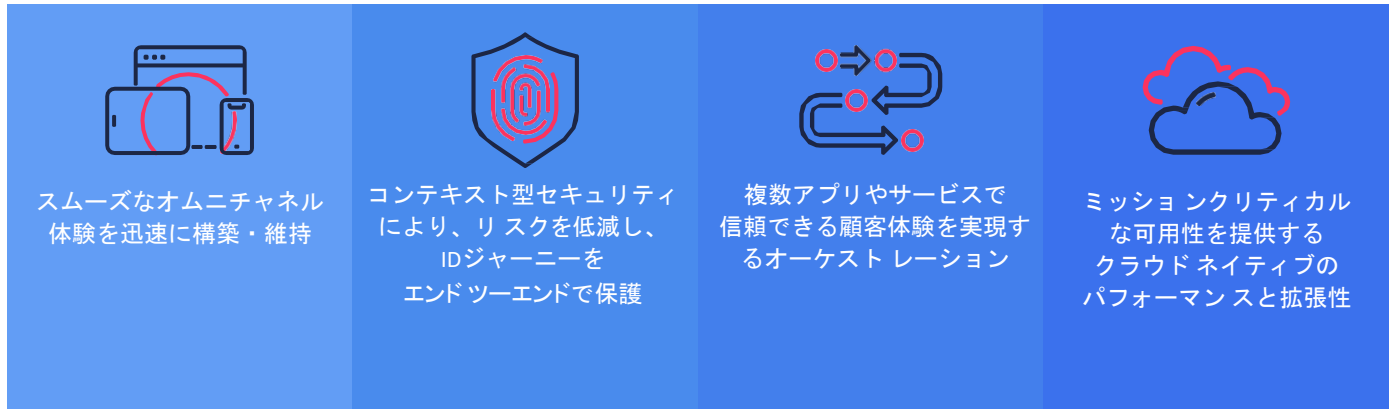 スムーズなオムニチャネル
体験を迅速に構築・維持
コンテキスト型セキュリティ
により、リ スクを低減し、
IDジャーニーを
エンド ツーエンドで保護
複数アプリやサービスで
信頼できる顧客体験を実現す
るオーケスト レーション
ミッショ ンクリティカル
な可用性を提供する
クラウド ネイティブの
パフォーマン スと拡張性